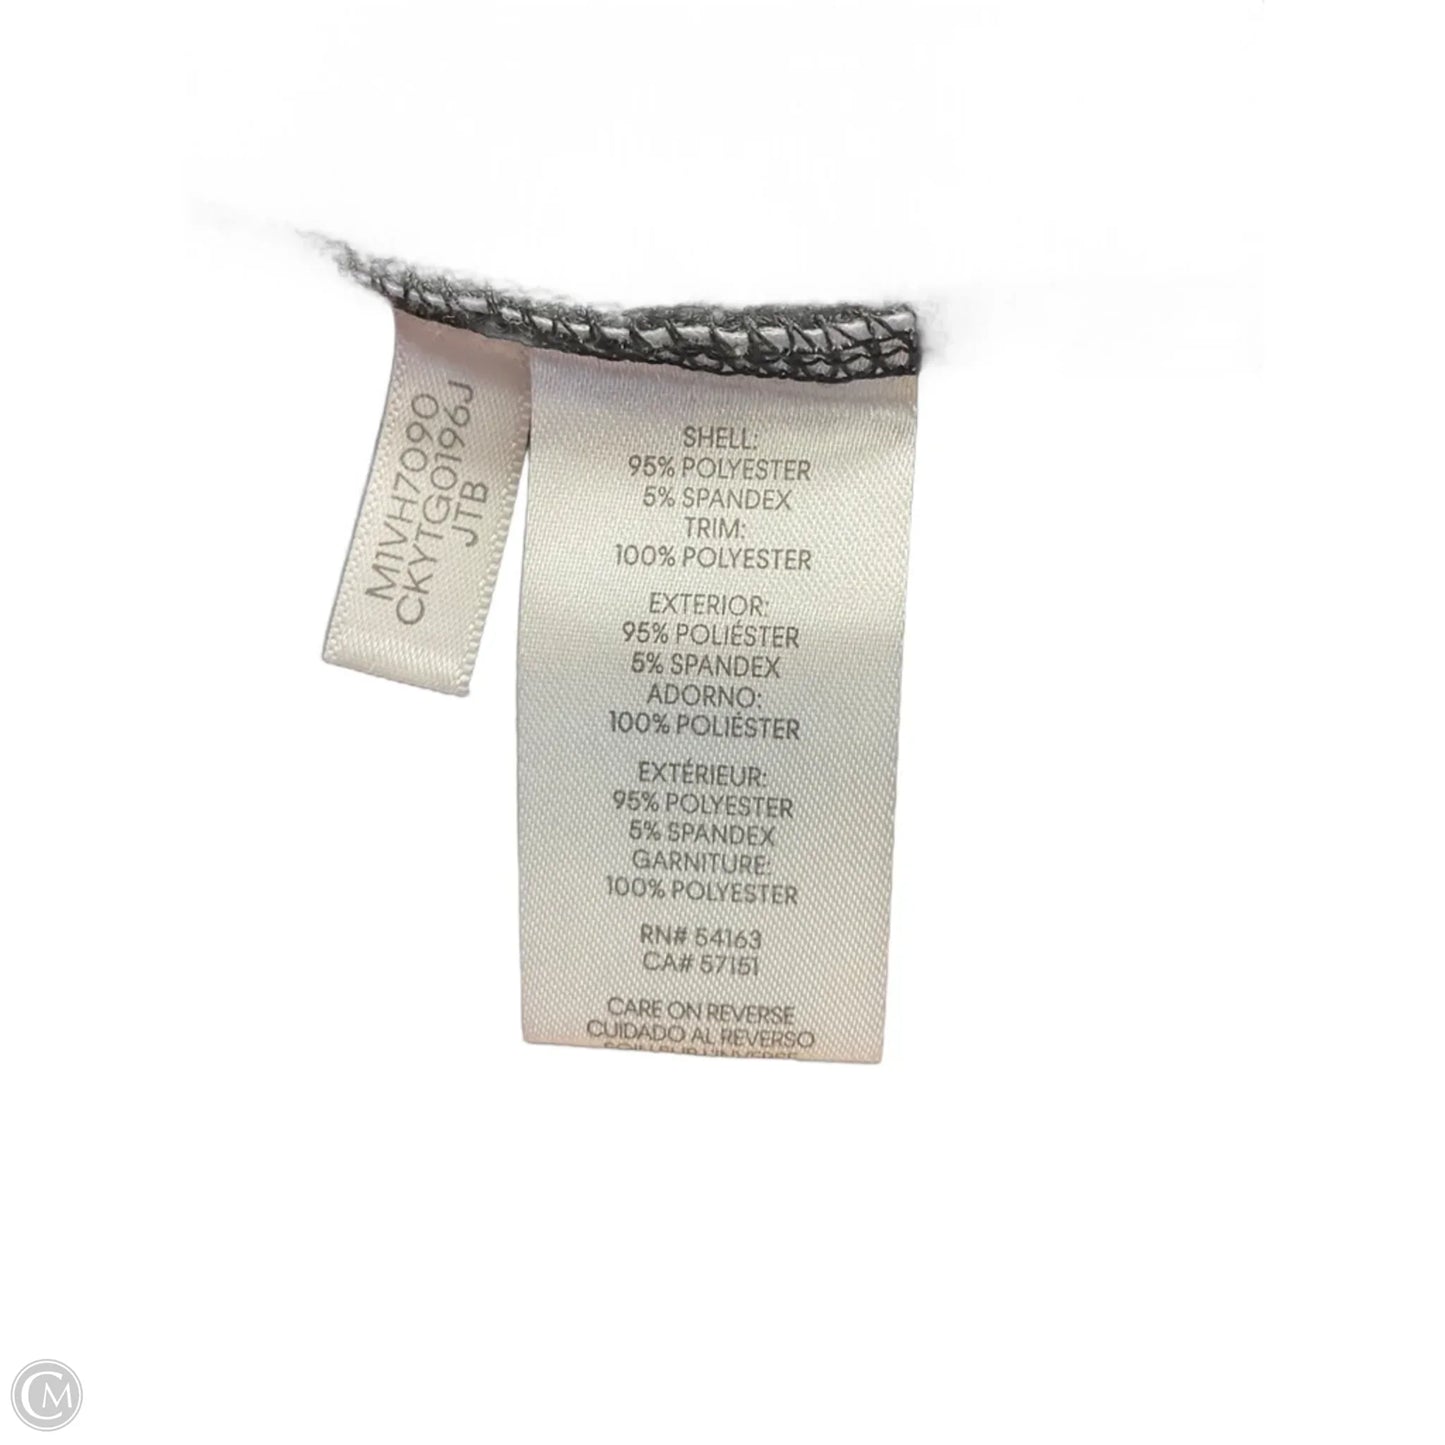 M1VH7090
CKYTG0196J
JTB
SHELL:
95% POLYESTER
5% SPANDEX
TRIM:
100% POLYESTER
EXTERIOR:
95% POLIÉSTER
5% SPANDEX
ADORNO:
100% POLIÉSTER
EXTÉRIEUR:
95% POLYESTER
5% SPANDEX
GARNITURE:
100% POLYESTER
RN# 54163
CA# 57151
CARE ON REVERSE
CUIDADO AL REVERSO
CM